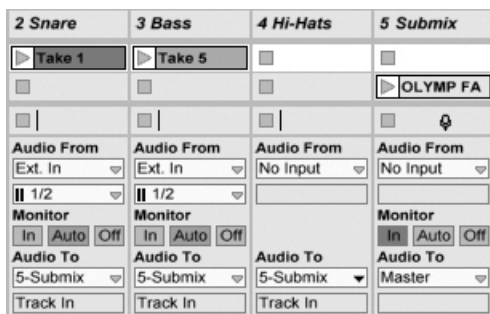 2 Snare 3 Bass 4 Hi-Hats 5 Submix
Take 1 Take 5
OLYMP FA
Audio From Audio From Audio From Audio From
Ext. In Ext. In No Input No Input
1/2 1/2
Monitor Monitor Monitor
In Auto Off In Auto Off In Auto Off
Audio To Audio To Audio To Audio To
5-Submix 5-Submix 5-Submix Master
Track In Track In Track In